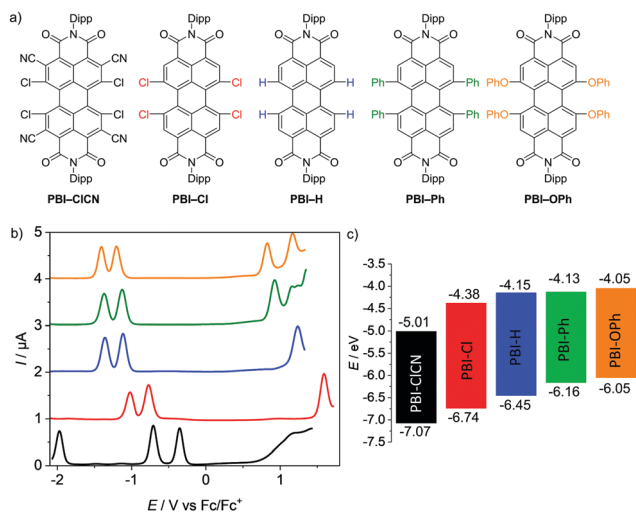 a)
Dipp Dipp Dipp Dipp Dipp
O N O O N O O N O O N O O N O
NC CN
Cl Cl Cl Cl H H Ph Ph PhO OPh
Cl Cl Cl Cl H H Ph Ph PhO OPh
NC CN
O N O O N O O N O O N O O N O
Dipp Dipp Dipp Dipp Dipp
PBI–ClCN PBI–Cl PBI–H PBI–Ph PBI–OPh
b)
I / µA
5
4
3
2
1
0
-2 -1 0 1
E / V vs Fc/Fc+
c)
E / eV
-3.5
-4.0
-4.5
-5.0
-5.5
-6.0
-6.5
-7.0
-7.5
-5.01 -4.38 -4.15 -4.13 -4.05
PBI-ClCN PBI-Cl PBI-H PBI-Ph PBI-OPh
-7.07 -6.74 -6.45 -6.16 -6.05